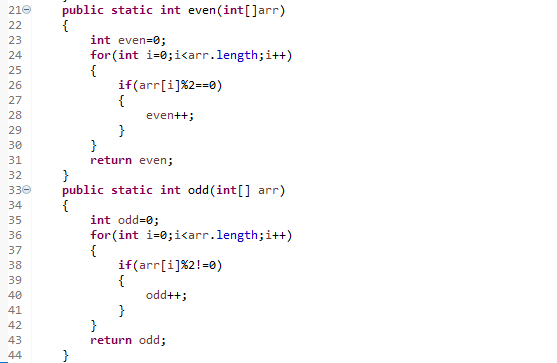 21 public static int even(int[]arr)
22 {
23 int even=0;
24 for(int i=0;i<arr.length;i++)
25 {
26 if(arr[i]%2==0)
27 {
28 even++;
29 }
30 }
31 return even;
32 }
33 public static int odd(int[] arr)
34 {
35 int odd=0;
36 for(int i=0;i<arr.length;i++)
37 {
38 if(arr[i]%2!=0)
39 {
40 odd++;
41 }
42 }
43 return odd;
44 }